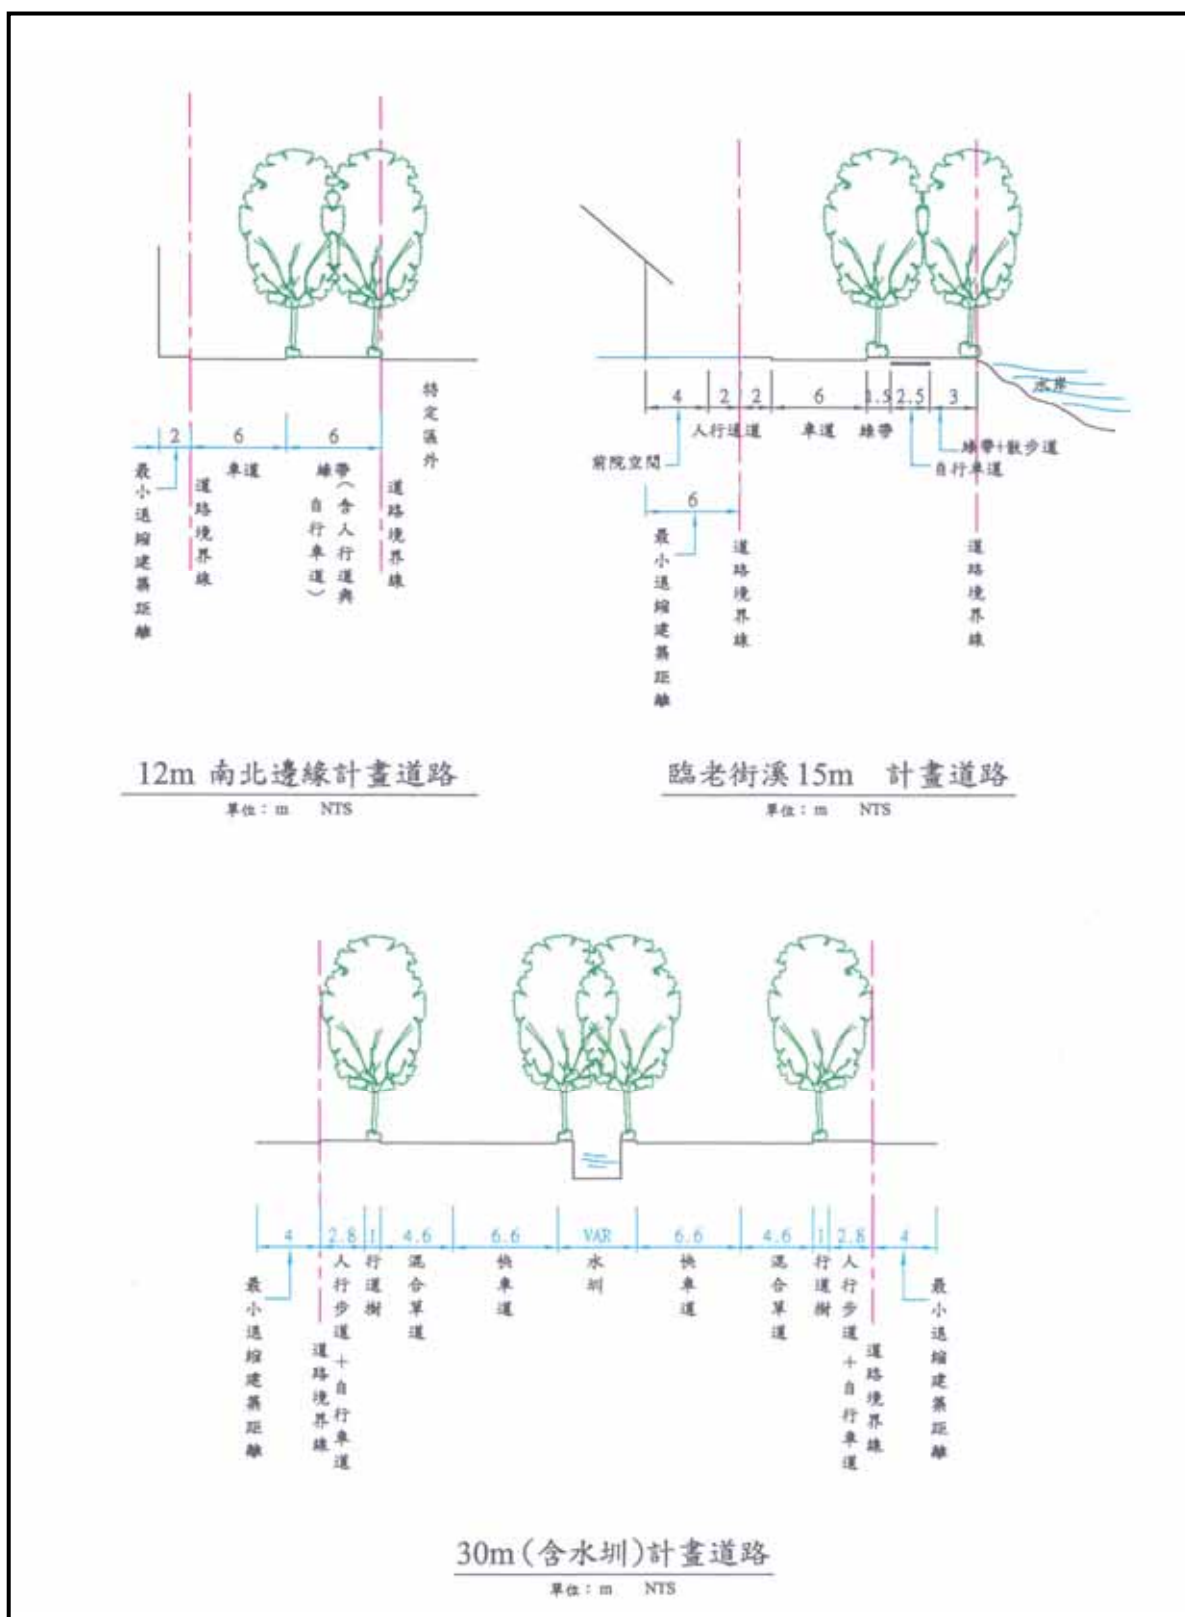 2
6
6
最小退縮建築距離
道路境界線
車道
綠帶(含人行道與
自行車道)
道路境界線
特定區外
12m 南北邊緣計畫道路
單位:m NTS
4
2
2
6
1.5
2.5
3
水岸
人行道
車道
綠帶
前院空間
綠帶+散步道
自行車道
6
最小退縮建築距離
道路境界線
道路境界線
臨老街溪15m 計畫道路
單位:m NTS
4
2.8
1
4.6
6.6
VAR
6.6
4.6
1
2.8
4
最小退縮建築距離
道路境界線
人行步道+自行車道
行道樹
混合車道
快車道
水圳
快車道
混合車道
行道樹
人行步道+自行車道
道路境界線
最小退縮建築距離
30m(含水圳)計畫道路
單位:m NTS